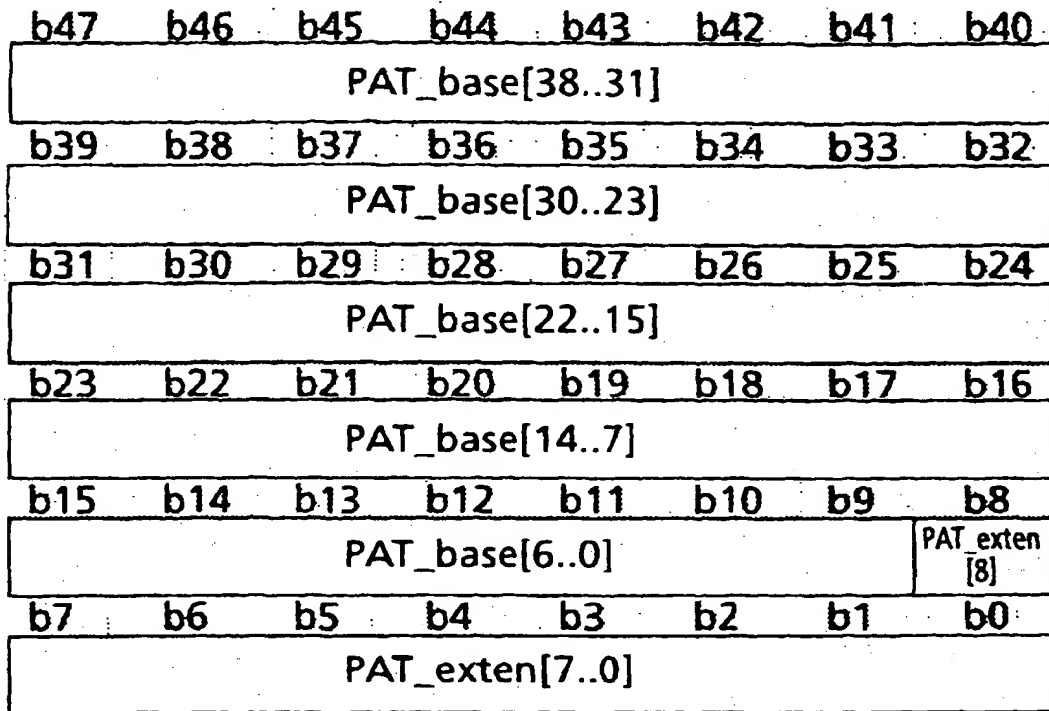 b47 b46 b45 b44 b43 b42 b41 b40
PAT_base[38..31]
b39 b38 b37 b36 b35 b34 b33 b32
PAT_base[30..23]
b31 b30 b29 b28 b27 b26 b25 b24
PAT_base[22..15]
b23 b22 b21 b20 b19 b18 b17 b16
PAT_base[14..7]
b15 b14 b13 b12 b11 b10 b9 b8
PAT_base[6..0] PAT_exten
[8]
b7 b6 b5 b4 b3 b2 b1 b0
PAT_exten[7..0]